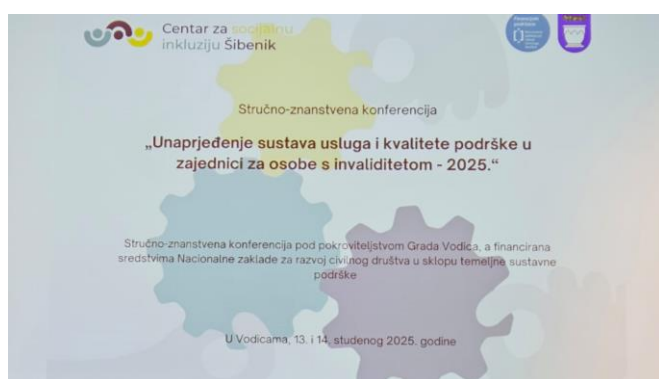 Centar za socijalnu
inkluziju Šibenik
Stručno-znanstvena konferencija
„Unaprjeđenje sustava usluga i kvalitete podrške u
zajednici za osobe s invaliditetom - 2025.“
Stručno-znanstvena konferencija pod pokroviteljstvom Grada Vodica, a financirana
sredstvima Nacionalne zaklade za razvoj civilnog društva u sklopu temeljne sustavne
podrške
U Vodicama, 13. i 14. studenog 2025. godine